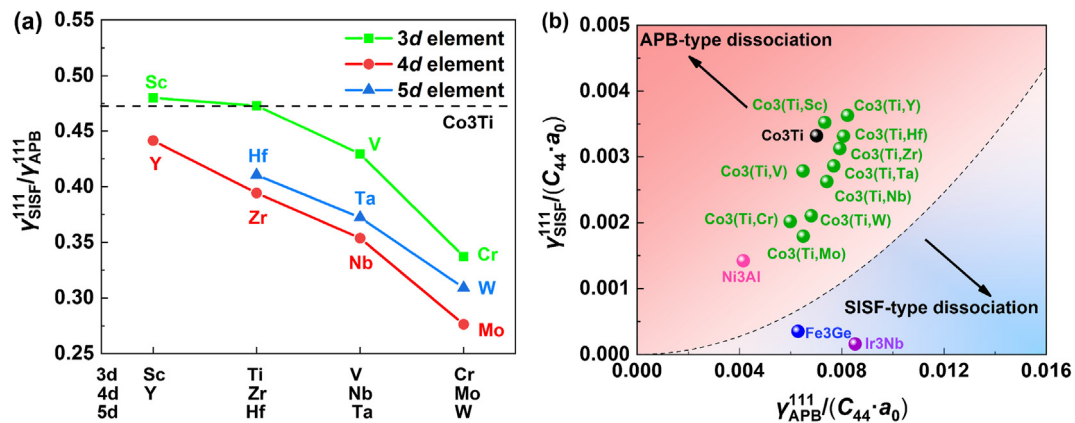 (a)
0.55
0.50
0.45
0.40
0.35
0.30
0.25
γ¹¹¹SISF/γ¹¹¹APB
3d element
4d element
5d element
Sc
Co3Ti
V
Y
Hf
Zr
Ta
Nb
Cr
W
Mo
3d Sc Ti V Cr
4d Y Zr Nb Mo
5d Hf Ta W
(b)
0.005
0.004
0.003
0.002
0.001
0.000
γ¹¹¹SISF/(C44·a0)
APB-type dissociation
Co3(Ti,Sc)
Co3(Ti,Y)
Co3Ti
Co3(Ti,Hf)
Co3(Ti,Zr)
Co3(Ti,V)
Co3(Ti,Ta)
Co3(Ti,Nb)
Co3(Ti,Cr)
Co3(Ti,W)
Co3(Ti,Mo)
Ni3Al
SISF-type dissociation
Fe3Ge
Ir3Nb
0.000 0.004 0.008 0.012 0.016
γ¹¹¹APB/(C44·a0)